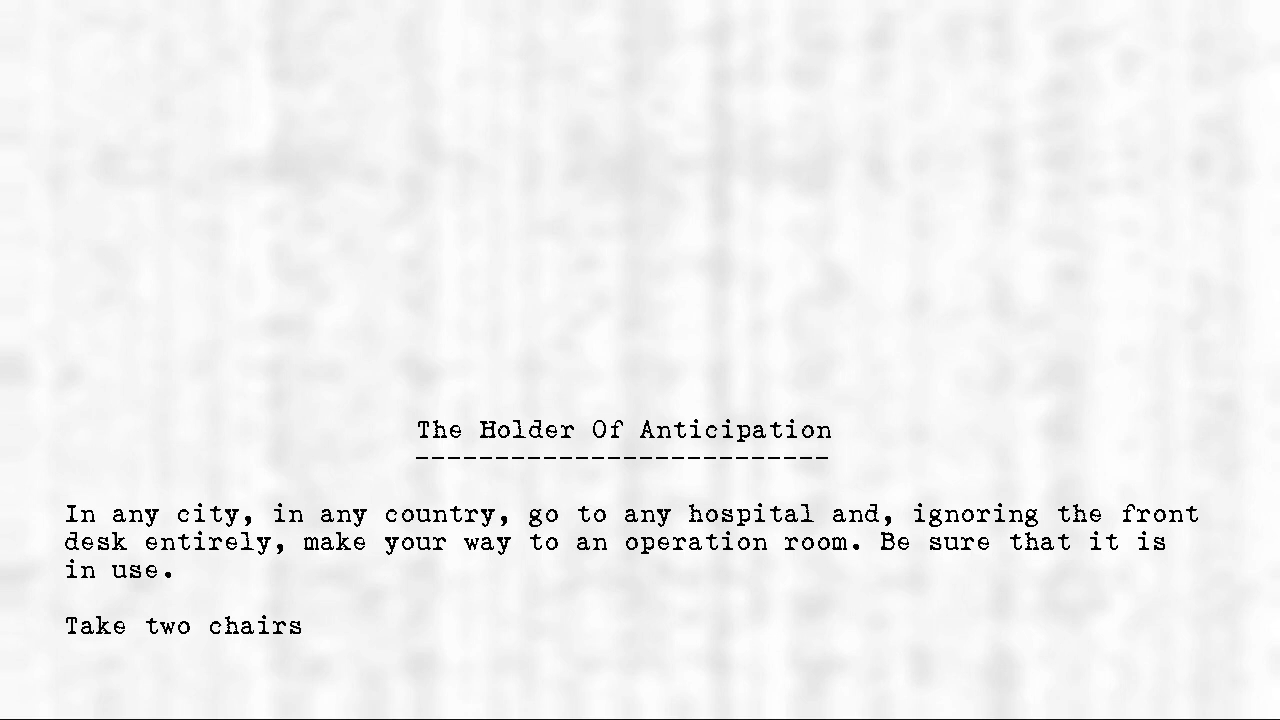 The Holder Of Anticipation
--------------------------
In any city, in any country, go to any hospital and, ignoring the front
desk entirely, make your way to an operation room. Be sure that it is
in use.
Take two chairs